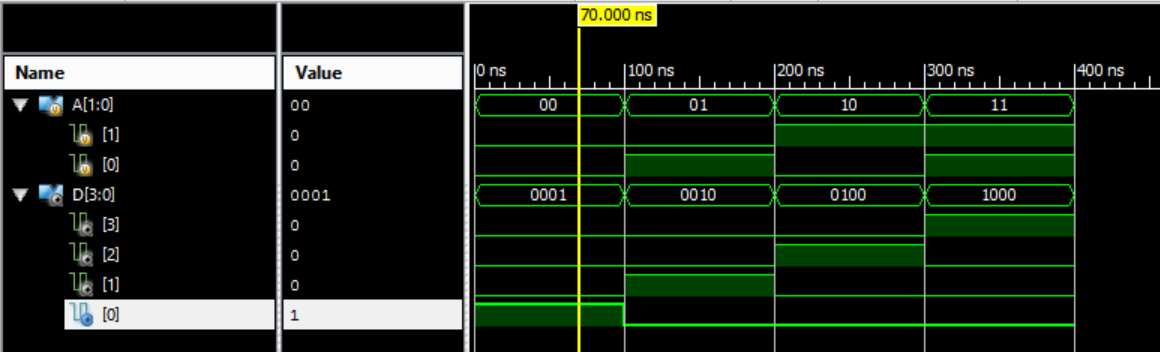 70.000 ns
Name Value 0 ns 100 ns 200 ns 300 ns 400 ns
A[1:0] 00 00 01 10 11
[1] 0
[0] 0
D[3:0] 0001 0001 0010 0100 1000
[3] 0
[2] 0
[1] 0
[0] 1